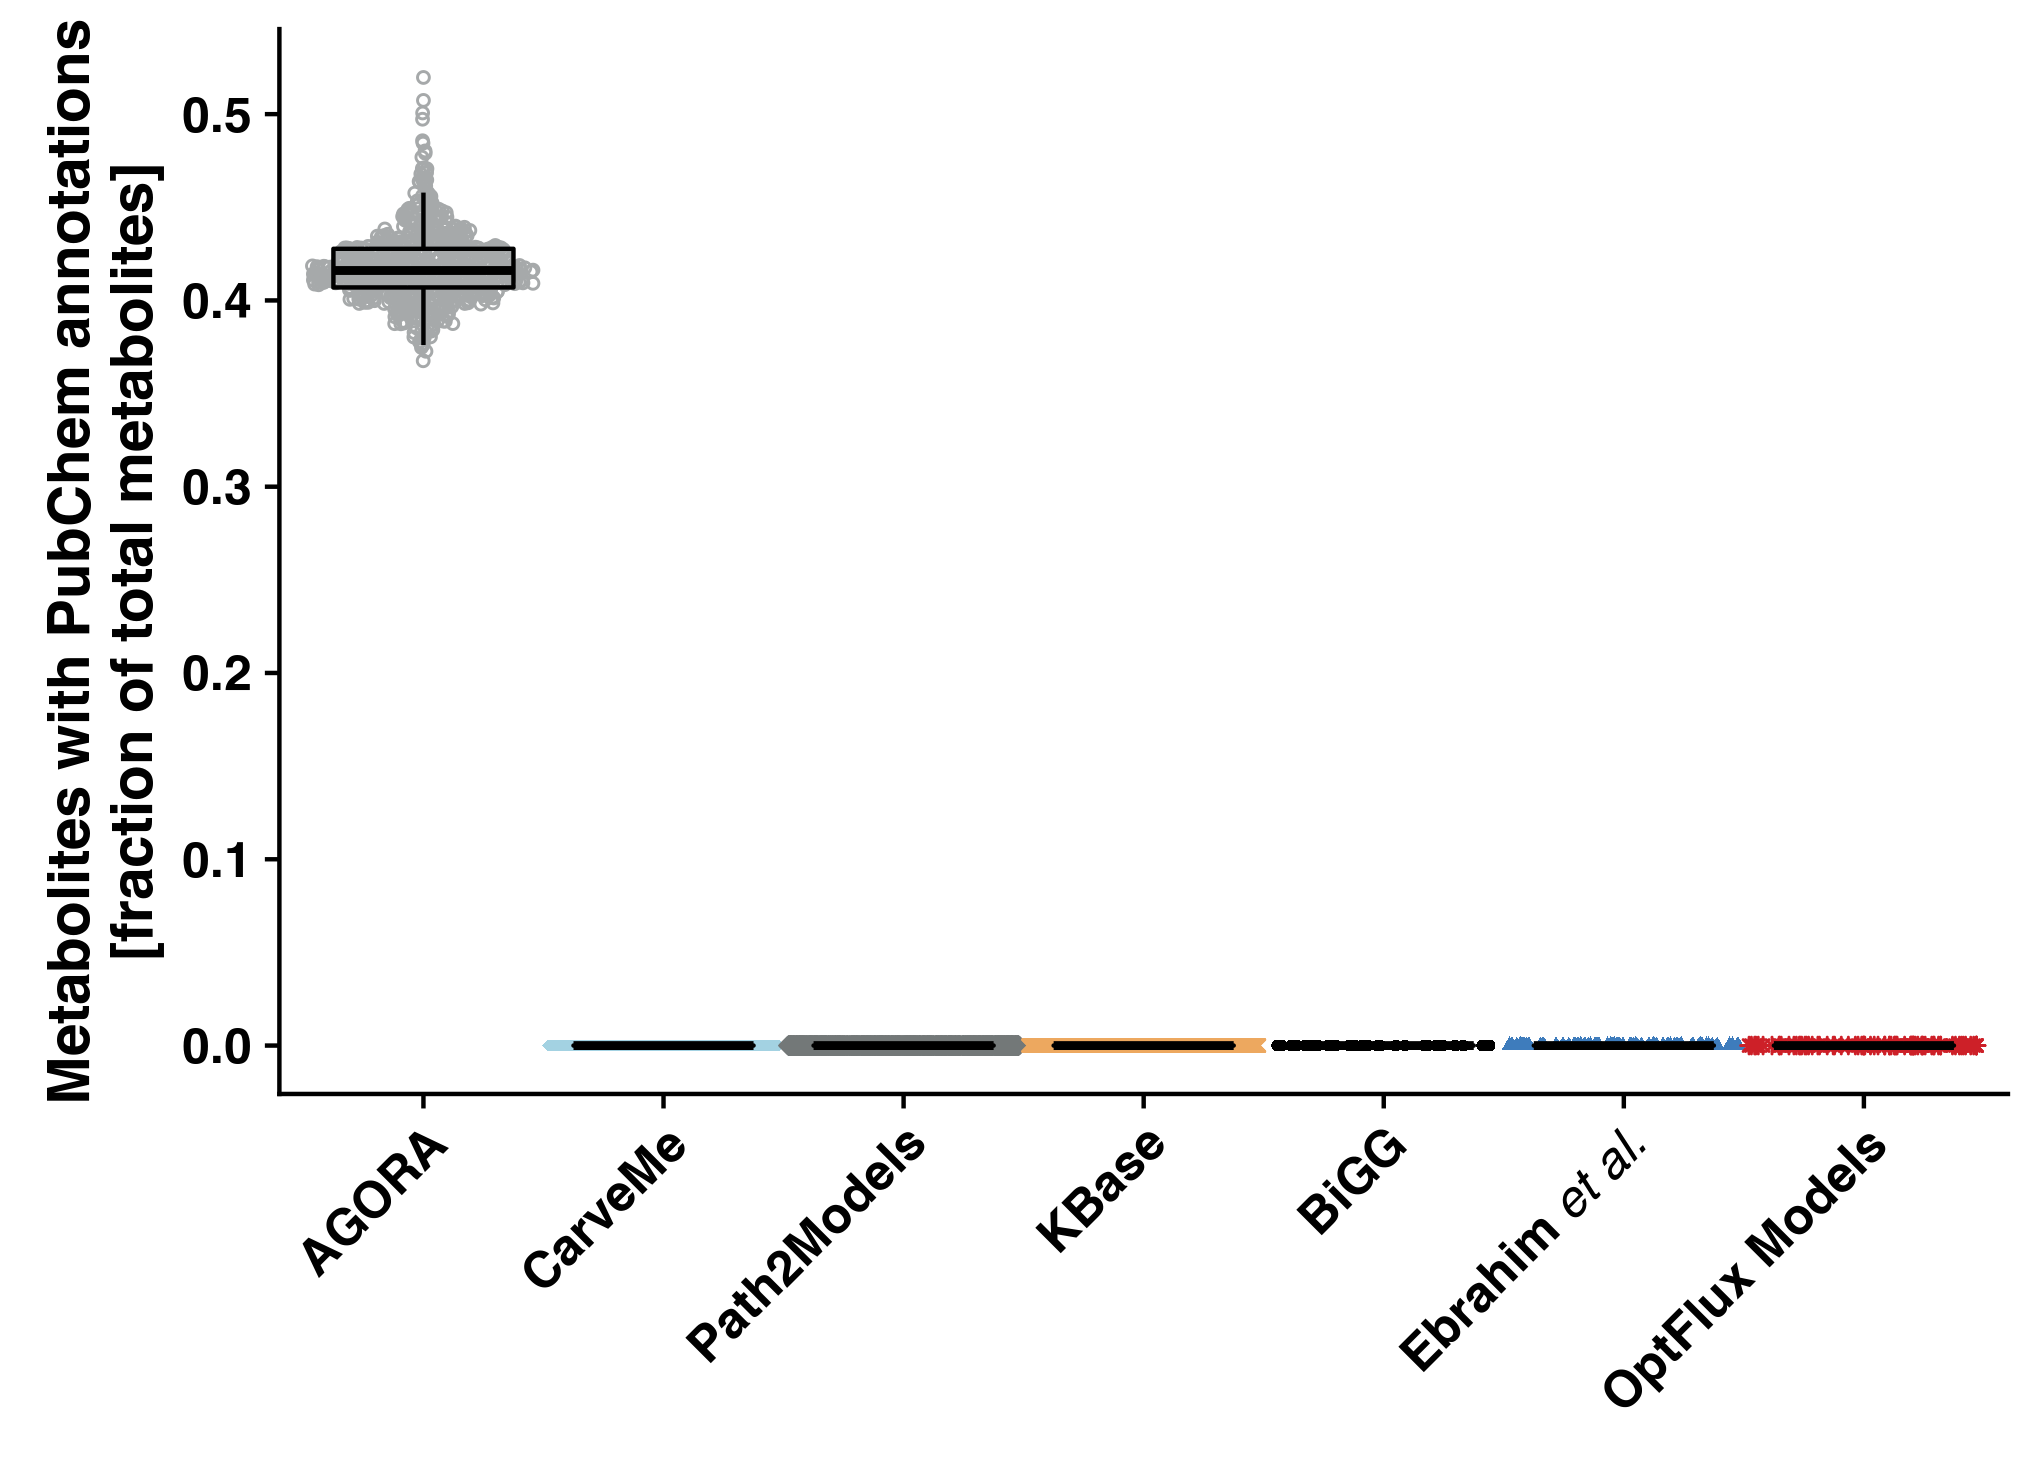 Metabolites with PubChem annotations
[fraction of total metabolites]
0.5
0.4
0.3
0.2
0.1
0.0
AGORA
CarveMe
Path2Models
KBase
BiGG
Ebrahim et al.
OptFlux Models